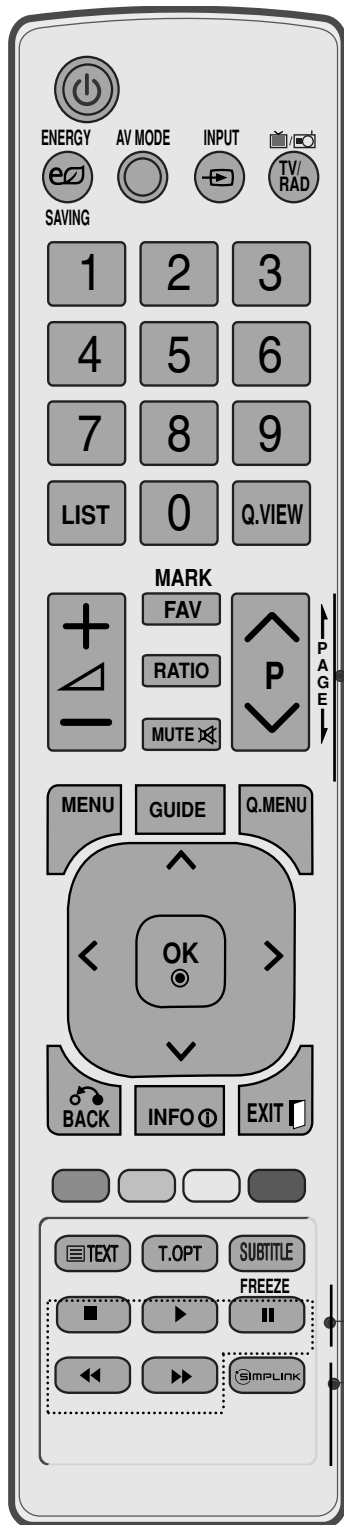 ENERGY AV MODE INPUT
TV/
RAD
SAVING
1 2 3
4 5 6
7 8 9
LIST 0 Q.VIEW
MARK
FAV
RATIO
P
PAGE
MUTE
MENU GUIDE Q.MENU
OK
BACK INFO EXIT
TEXT T.OPT SUBTITLE
FREEZE
SIMPLINK